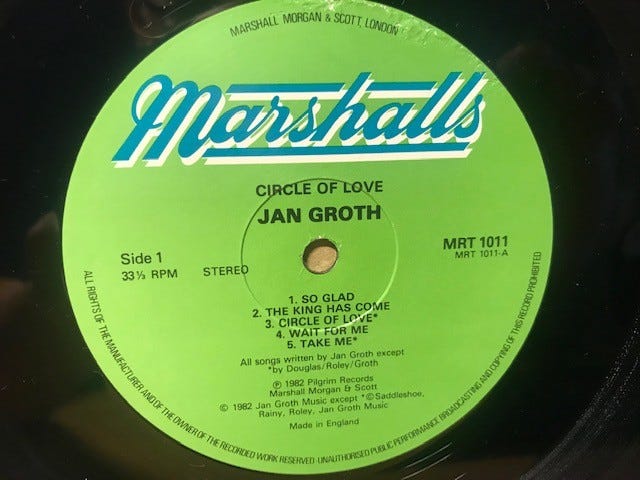 MARSHALL MORGAN & SCOTT, LONDON
Marshalls
CIRCLE OF LOVE
JAN GROTH
Side 1
33⅓ RPM
STEREO
MRT 1011
MRT 1011-A
1. SO GLAD
2. THE KING HAS COME
3. CIRCLE OF LOVE*
4. WAIT FOR ME
5. TAKE ME*
All songs written by Jan Groth except
*by Douglas/Roley/Groth
Ⓟ 1982 Pilgrim Records
Marshall Morgan & Scott
© 1982 Jan Groth Music except *©Saddleshoe,
Rainy, Roley, Jan Groth Music
Made in England
ALL RIGHTS OF THE MANUFACTURER AND OF THE OWNER OF THE RECORDED WORK RESERVED·UNAUTHORISED PUBLIC PERFORMANCE BROADCASTING AND COPYING OF THIS RECORD PROHIBITED